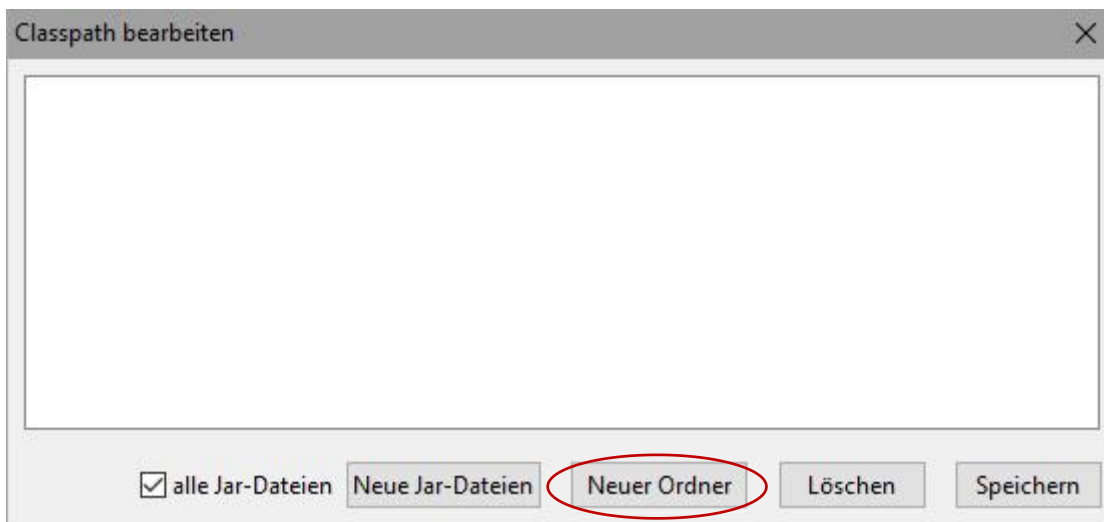 Classpath bearbeiten
alle Jar-Dateien Neue Jar-Dateien Neuer Ordner Löschen Speichern